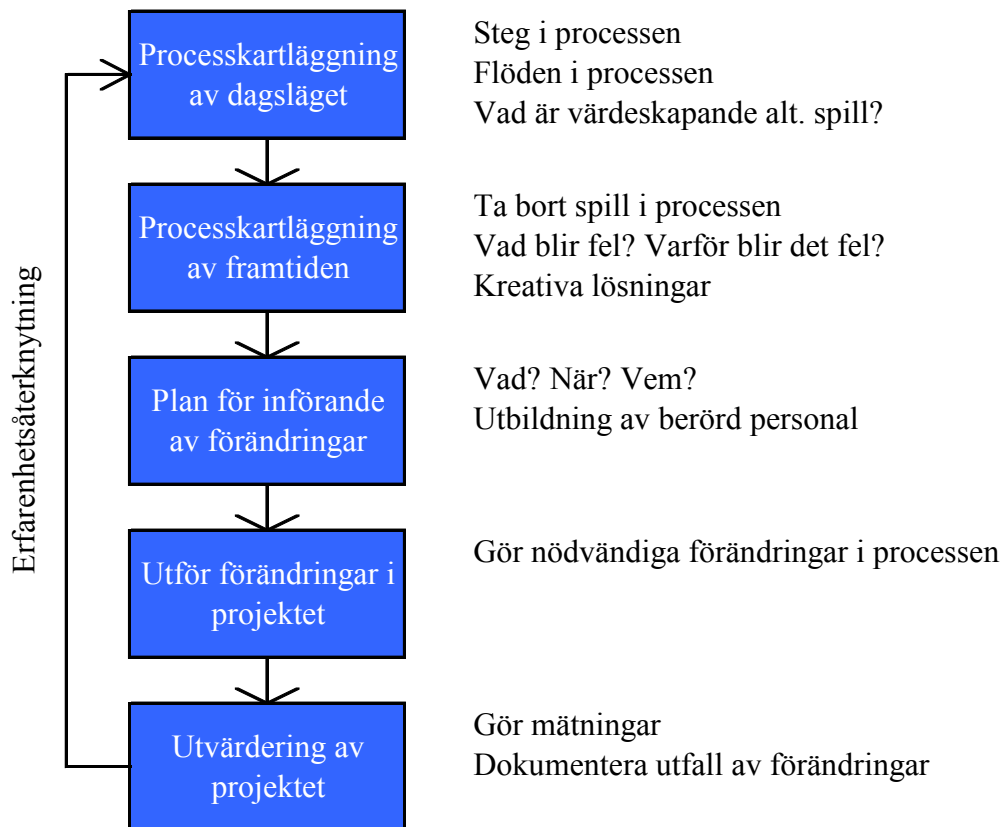 Processkartläggning
av dagsläget
Steg i processen
Flöden i processen
Vad är värdeskapande alt. spill?
Processkartläggning
av framtiden
Ta bort spill i processen
Vad blir fel? Varför blir det fel?
Kreativa lösningar
Plan för införande
av förändringar
Vad? När? Vem?
Utbildning av berörd personal
Utför förändringar i
projektet
Gör nödvändiga förändringar i processen
Utvärdering av
projektet
Gör mätningar
Dokumentera utfall av förändringar
Erfarenhetsåterknytning